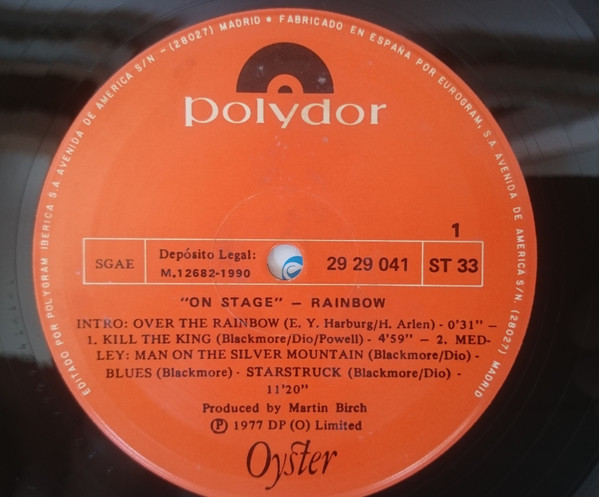 EDITADO POR POLYGRAM IBERICA S.A. AVENIDA DE AMERICA S/N - (28027) MADRID • FABRICADO EN ESPAÑA POR EUROGRAM, S.A. AVENIDA DE AMERICA S/N. (28027) MADRID
polydor
1
SGAE
Depósito Legal:
M.12682-1990
29 29 041
ST 33
"ON STAGE" — RAINBOW
INTRO: OVER THE RAINBOW (E. Y. Harburg/H. Arlen) - 0'31" —
1. KILL THE KING (Blackmore/Dio/Powell) - 4'59" — 2. MED-
LEY: MAN ON THE SILVER MOUNTAIN (Blackmore/Dio) -
BLUES (Blackmore) - STARSTRUCK (Blackmore/Dio) -
11'20"
Produced by Martin Birch
Ⓟ 1977 DP (O) Limited
Oyster